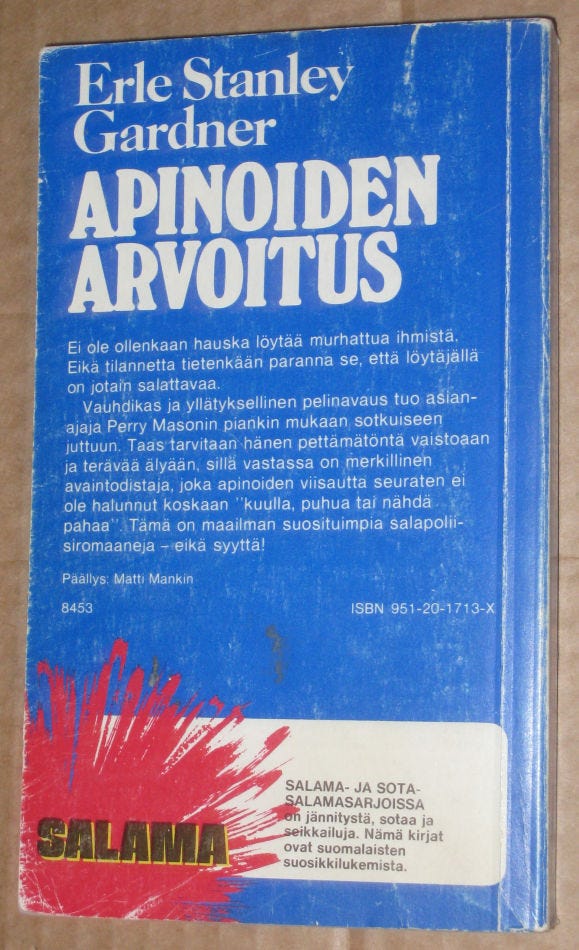 Erle Stanley
Gardner
APINOIDEN
ARVOITUS
Ei ole ollenkaan hauska löytää murhattua ihmistä.
Eikä tilannetta tietenkään paranna se, että löytäjällä
on jotain salattavaa.
Vauhdikas ja yllätyksellinen pelinavaus tuo asian-
ajaja Perry Masonin piankin mukaan sotkuiseen
juttuun. Taas tarvitaan hänen pettämätöntä vaistoaan
ja terävää älyään, sillä vastassa on merkillinen
avaintodistaja, joka apinoiden viisautta seuraten ei
ole halunnut koskaan ''kuulla, puhua tai nähdä
pahaa''. Tämä on maailman suosituimpia salapolii-
siromaaneja – eikä syyttä!
Päällys: Matti Mankin
8453 ISBN 951-20-1713-X
SALAMA- JA SOTA-
SALAMASARJOISSA
on jännitystä, sotaa ja
seikkailuja. Nämä kirjat
ovat suomalaisten
suosikkilukemista.
SALAMA